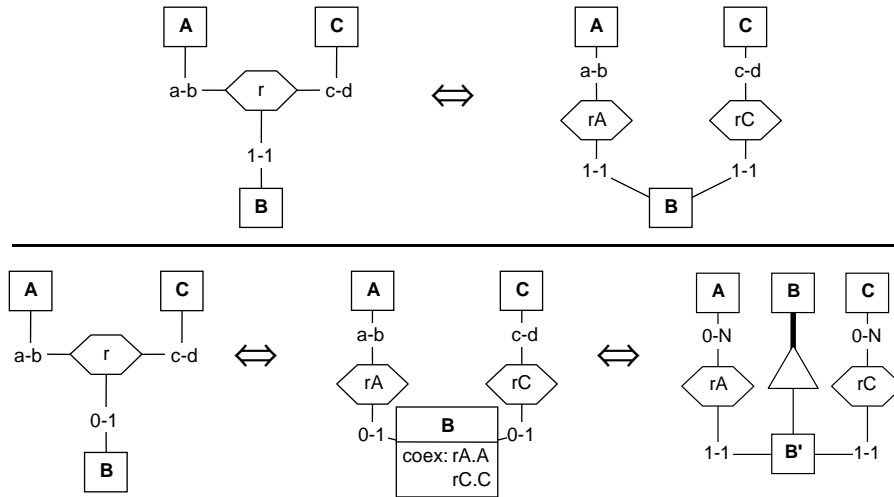 A C A C
a-b r c-d a-b c-d
rA rC
1-1 1-1 1-1
B B
A C A C A B C
a-b r c-d a-b c-d 0-N 0-N
rA rC rA rC
0-1 0-1 B 0-1
B coex: rA.A 1-1 B' 1-1
rC.C